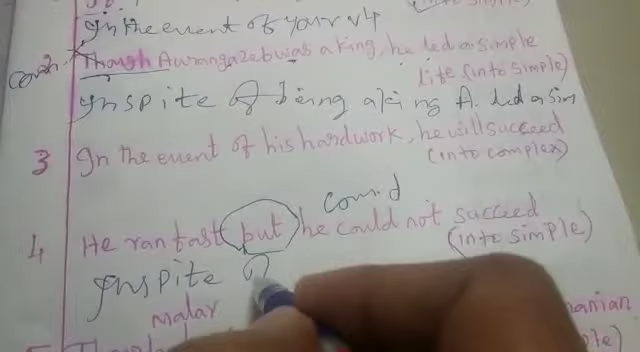 In the event of your
2 Though Aurangazeb was a king, he led a simple
life (into simple)
Inspite of being a king A. led a sim
3 In the event of his hardwork, he will succeed
(into complex)
4 He ran fast but he could not succeed
(into simple)
Inspite
malar